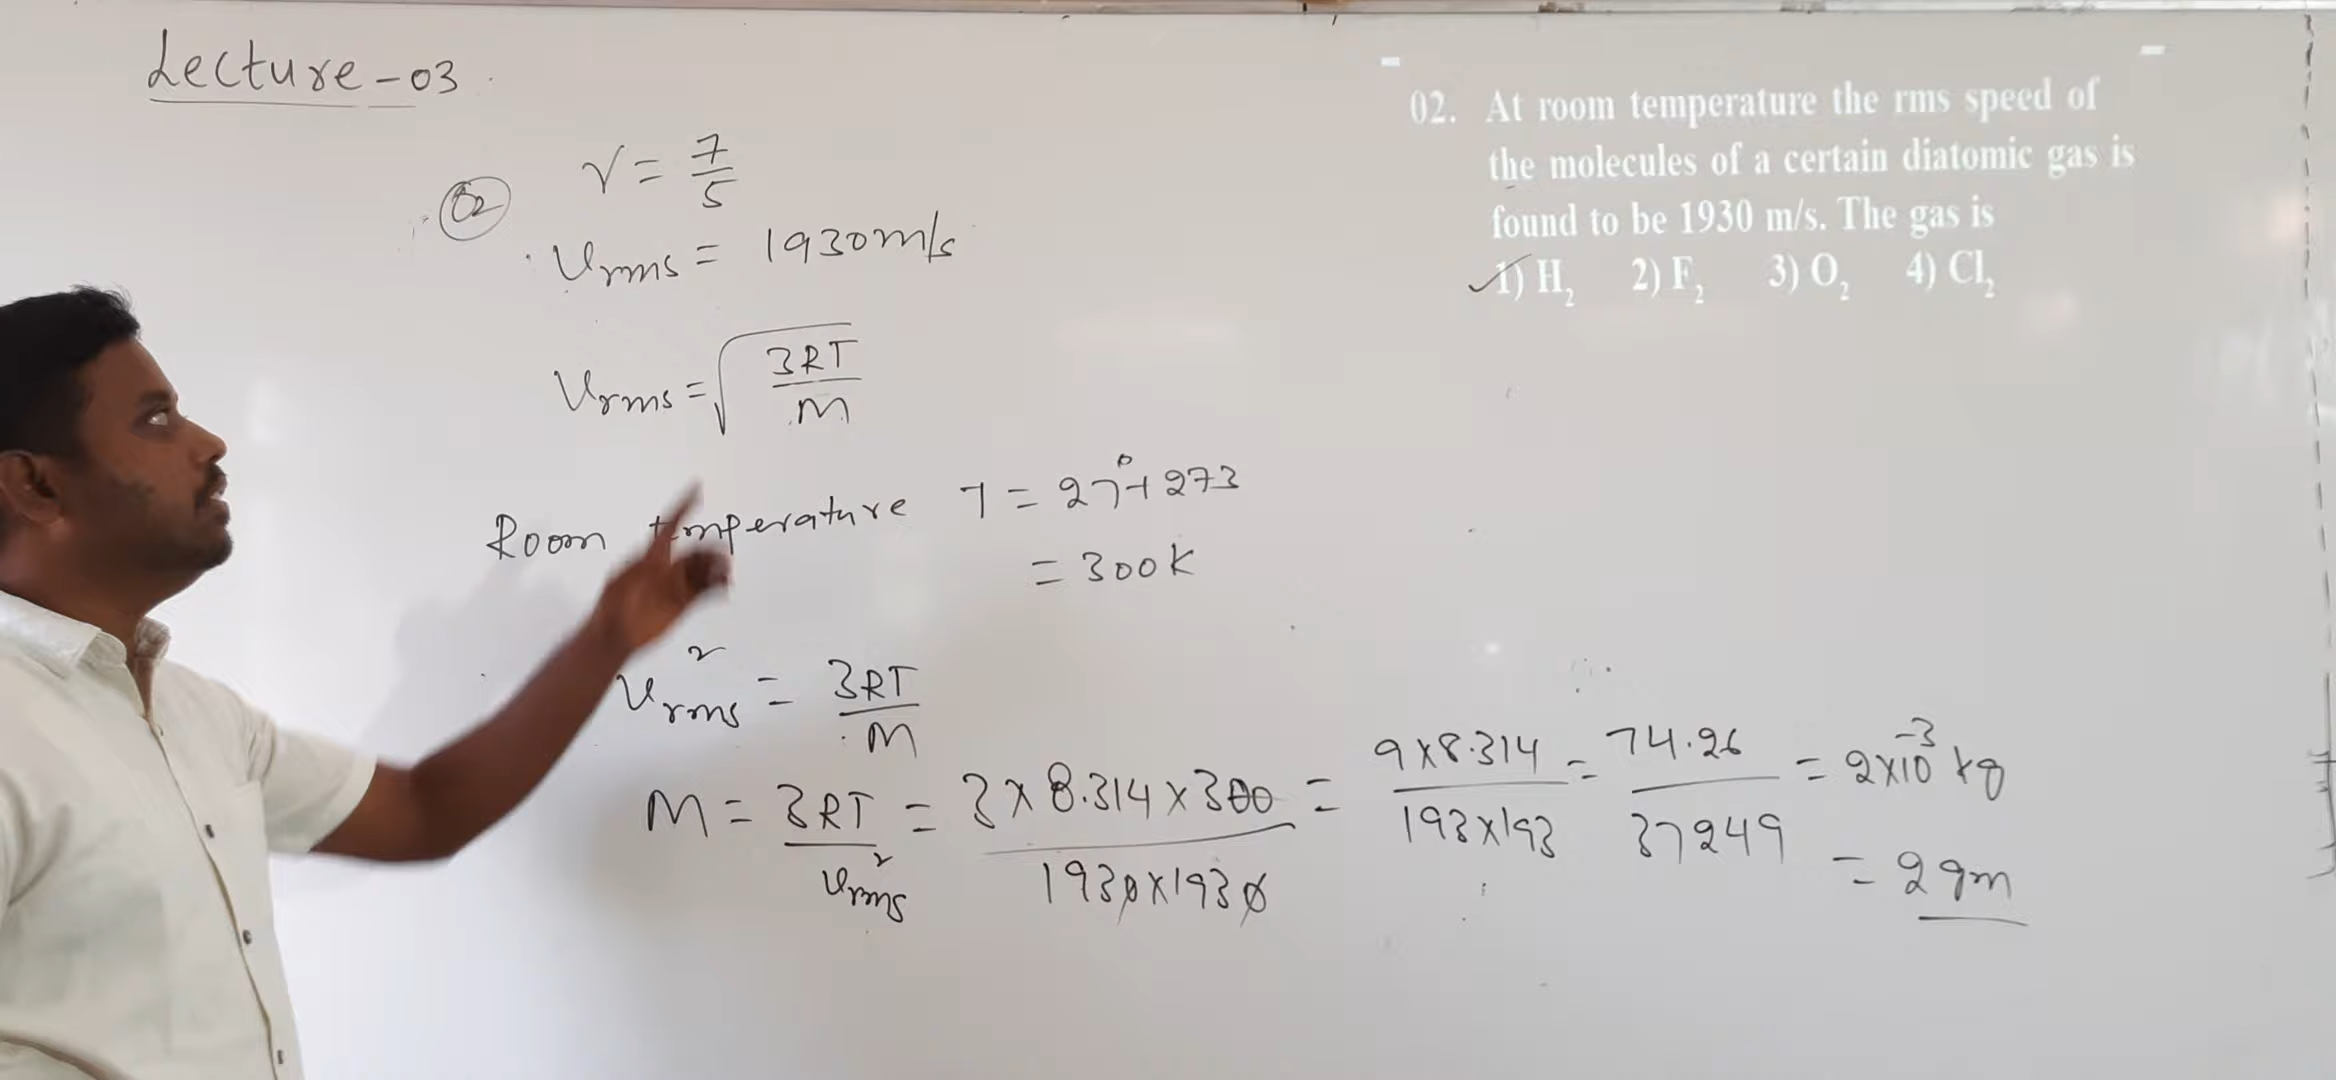 Lecture-03
02. At room temperature the rms speed of
the molecules of a certain diatomic gas is
found to be 1930 m/s. The gas is
1) H₂ 2) F₂ 3) O₂ 4) Cl₂
02 γ = 7/5
Urms = 1930m/s
Urms = √(3RT/M)
Room temperature T = 27°+273
= 300K
U²rms = 3RT/M
M = 3RT/U²rms = 3×8.314×300/1930×1930 = 9×8.314/193×193 = 74.26/37249 = 2×10⁻³ kg
= 2gm